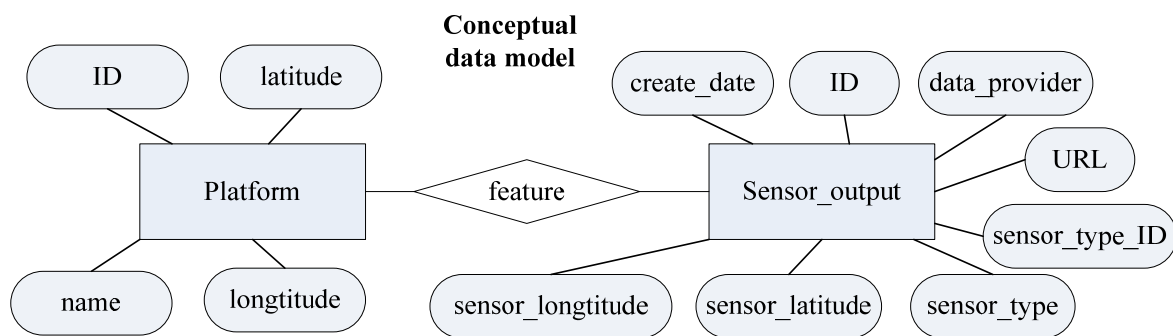 Conceptual
data model
ID
latitude
create_date
ID
data_provider
URL
Platform
feature
Sensor_output
sensor_type_ID
name
longtitude
sensor_longtitude
sensor_latitude
sensor_type